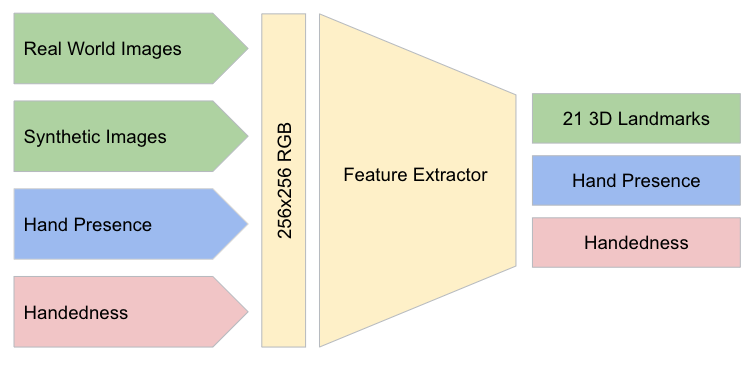 Real World Images
Synthetic Images
Hand Presence
Handedness
256x256 RGB
Feature Extractor
21 3D Landmarks
Hand Presence
Handedness